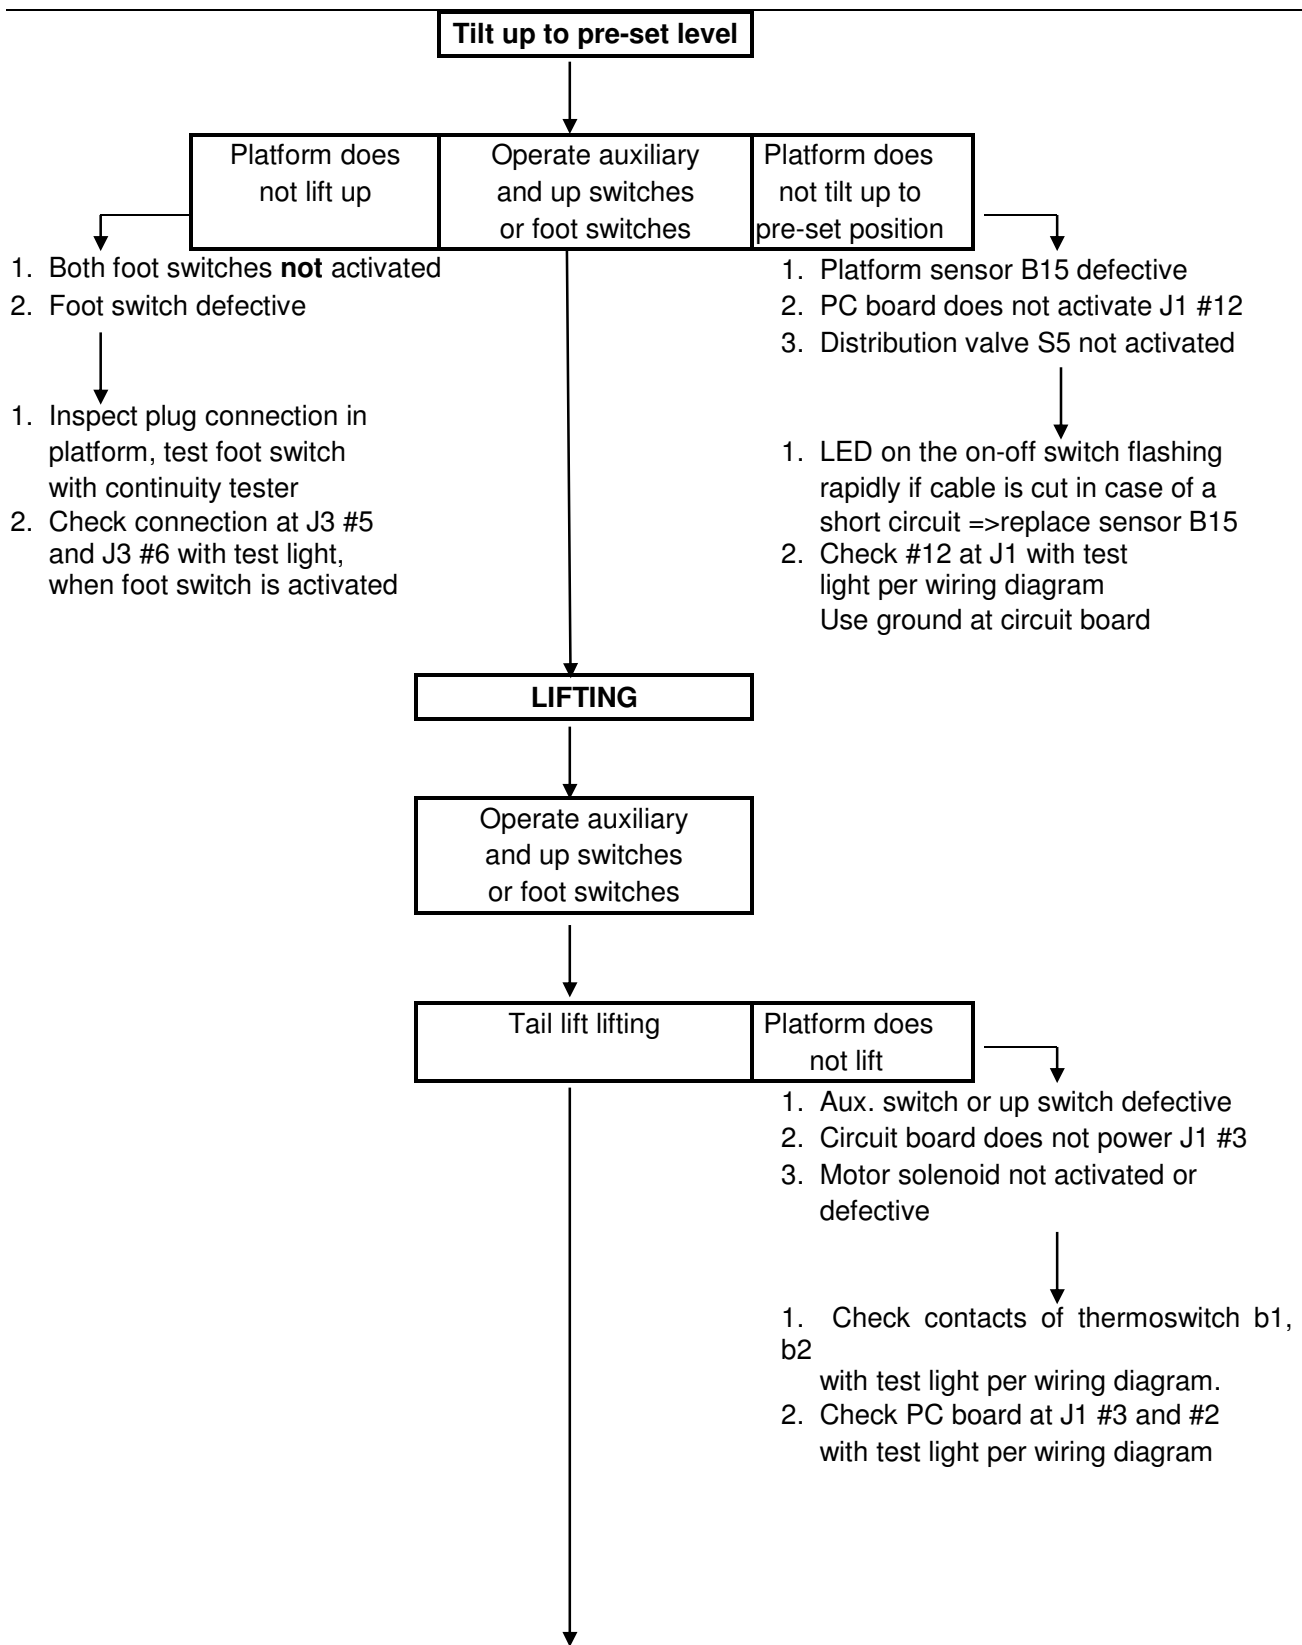 Tilt up to pre-set level
Platform does
not lift up
Operate auxiliary
and up switches
or foot switches
Platform does
not tilt up to
pre-set position
1. Both foot switches not activated
2. Foot switch defective
1. Inspect plug connection in
platform, test foot switch
with continuity tester
2. Check connection at J3 #5
and J3 #6 with test light,
when foot switch is activated
1. Platform sensor B15 defective
2. PC board does not activate J1 #12
3. Distribution valve S5 not activated
1. LED on the on-off switch flashing
rapidly if cable is cut in case of a
short circuit =>replace sensor B15
2. Check #12 at J1 with test
light per wiring diagram
Use ground at circuit board
LIFTING
Operate auxiliary
and up switches
or foot switches
Tail lift lifting
Platform does
not lift
1. Aux. switch or up switch defective
2. Circuit board does not power J1 #3
3. Motor solenoid not activated or
defective
1. Check contacts of thermoswitch b1,
b2
with test light per wiring diagram.
2. Check PC board at J1 #3 and #2
with test light per wiring diagram